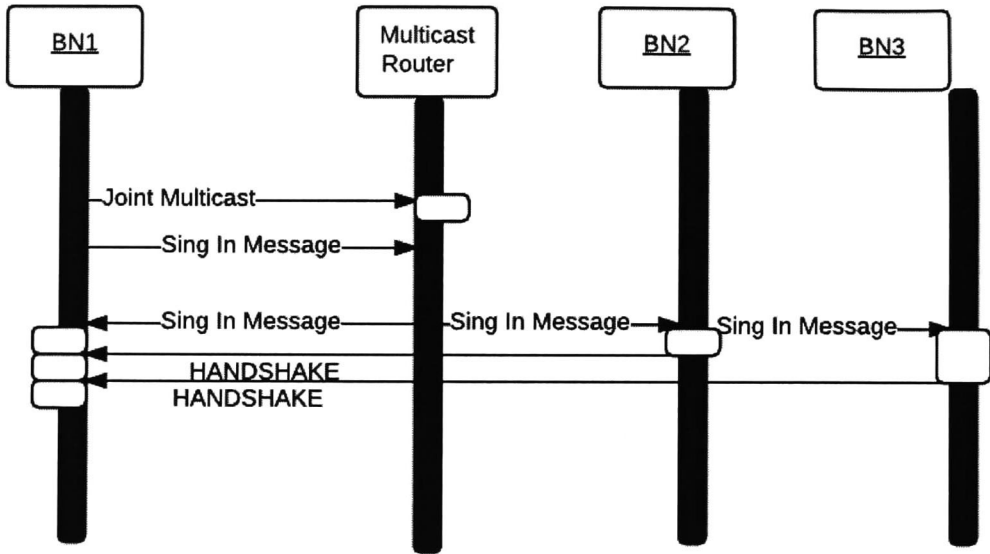 BN1
Multicast
Router
BN2
BN3
Joint Multicast
Sing In Message
Sing In Message
Sing In Message
Sing In Message
HANDSHAKE
HANDSHAKE